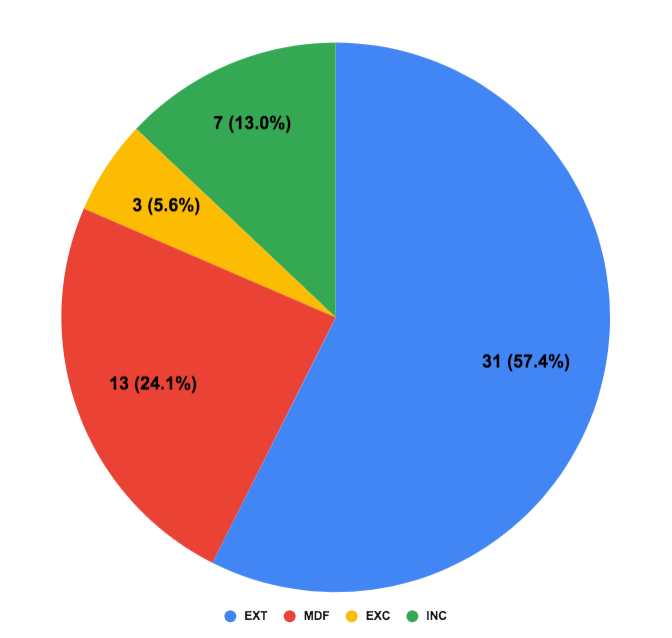 7 (13.0%)
3 (5.6%)
31 (57.4%)
13 (24.1%)
EXT MDF EXC INC